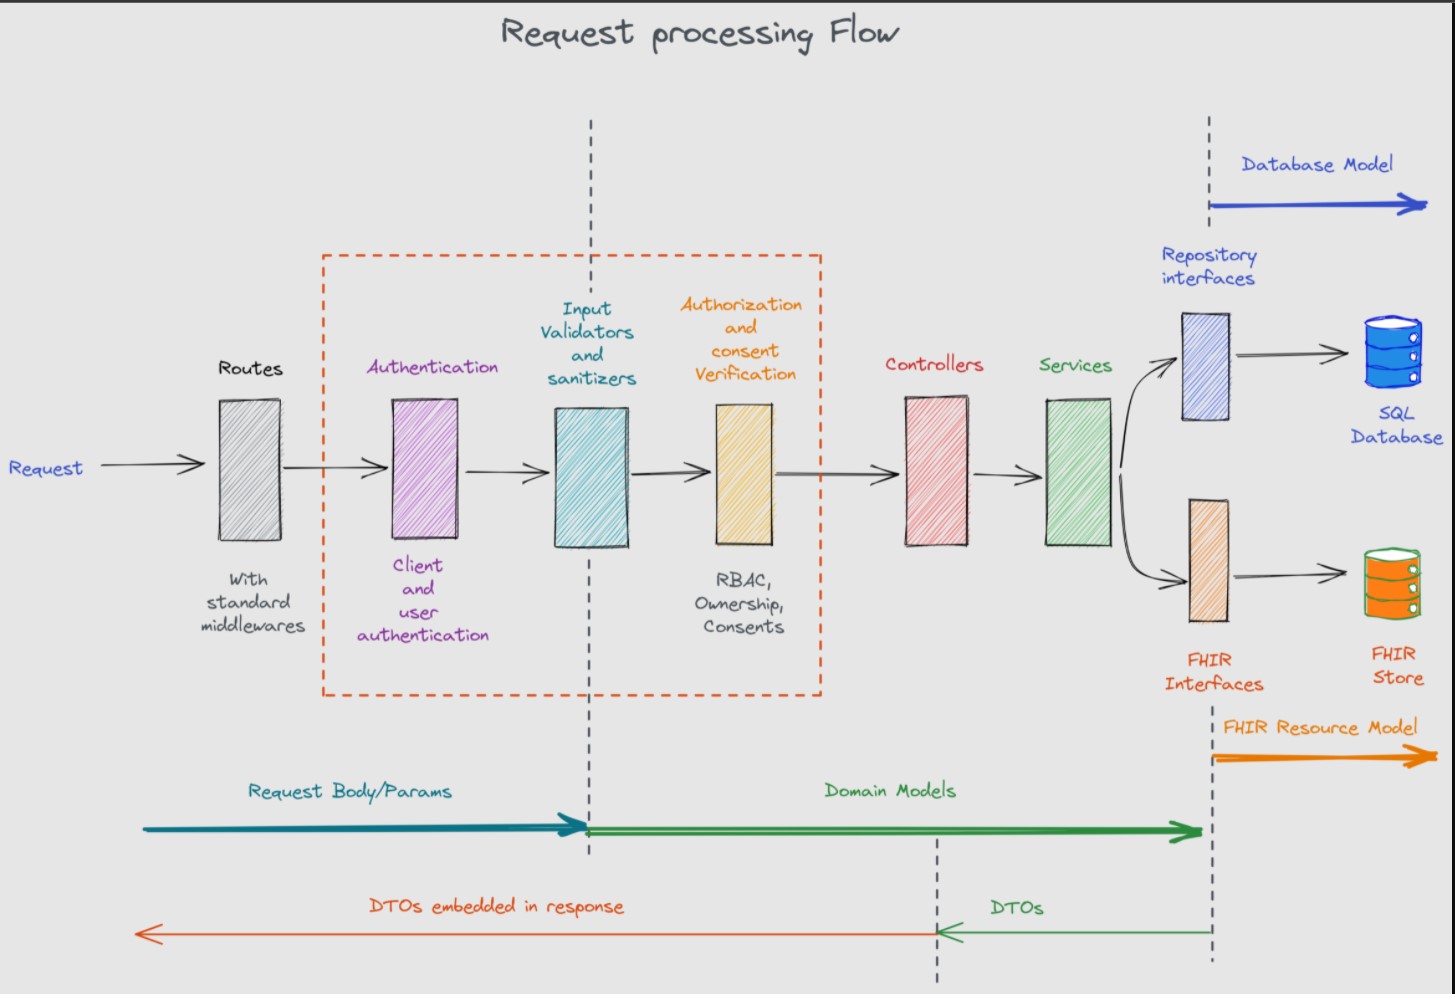 Request processing Flow
Database Model
Repository
interfaces
Input
Validators
and
sanitizers
Authorization
and
consent
Verification
Routes
Authentication
Controllers
Services
SQL
Database
Request
With
standard
middlewares
Client
and
user
authentication
RBAC,
Ownership,
Consents
FHIR
Interfaces
FHIR
Store
FHIR Resource Model
Request Body/Params
Domain Models
DTOs embedded in response
DTOs